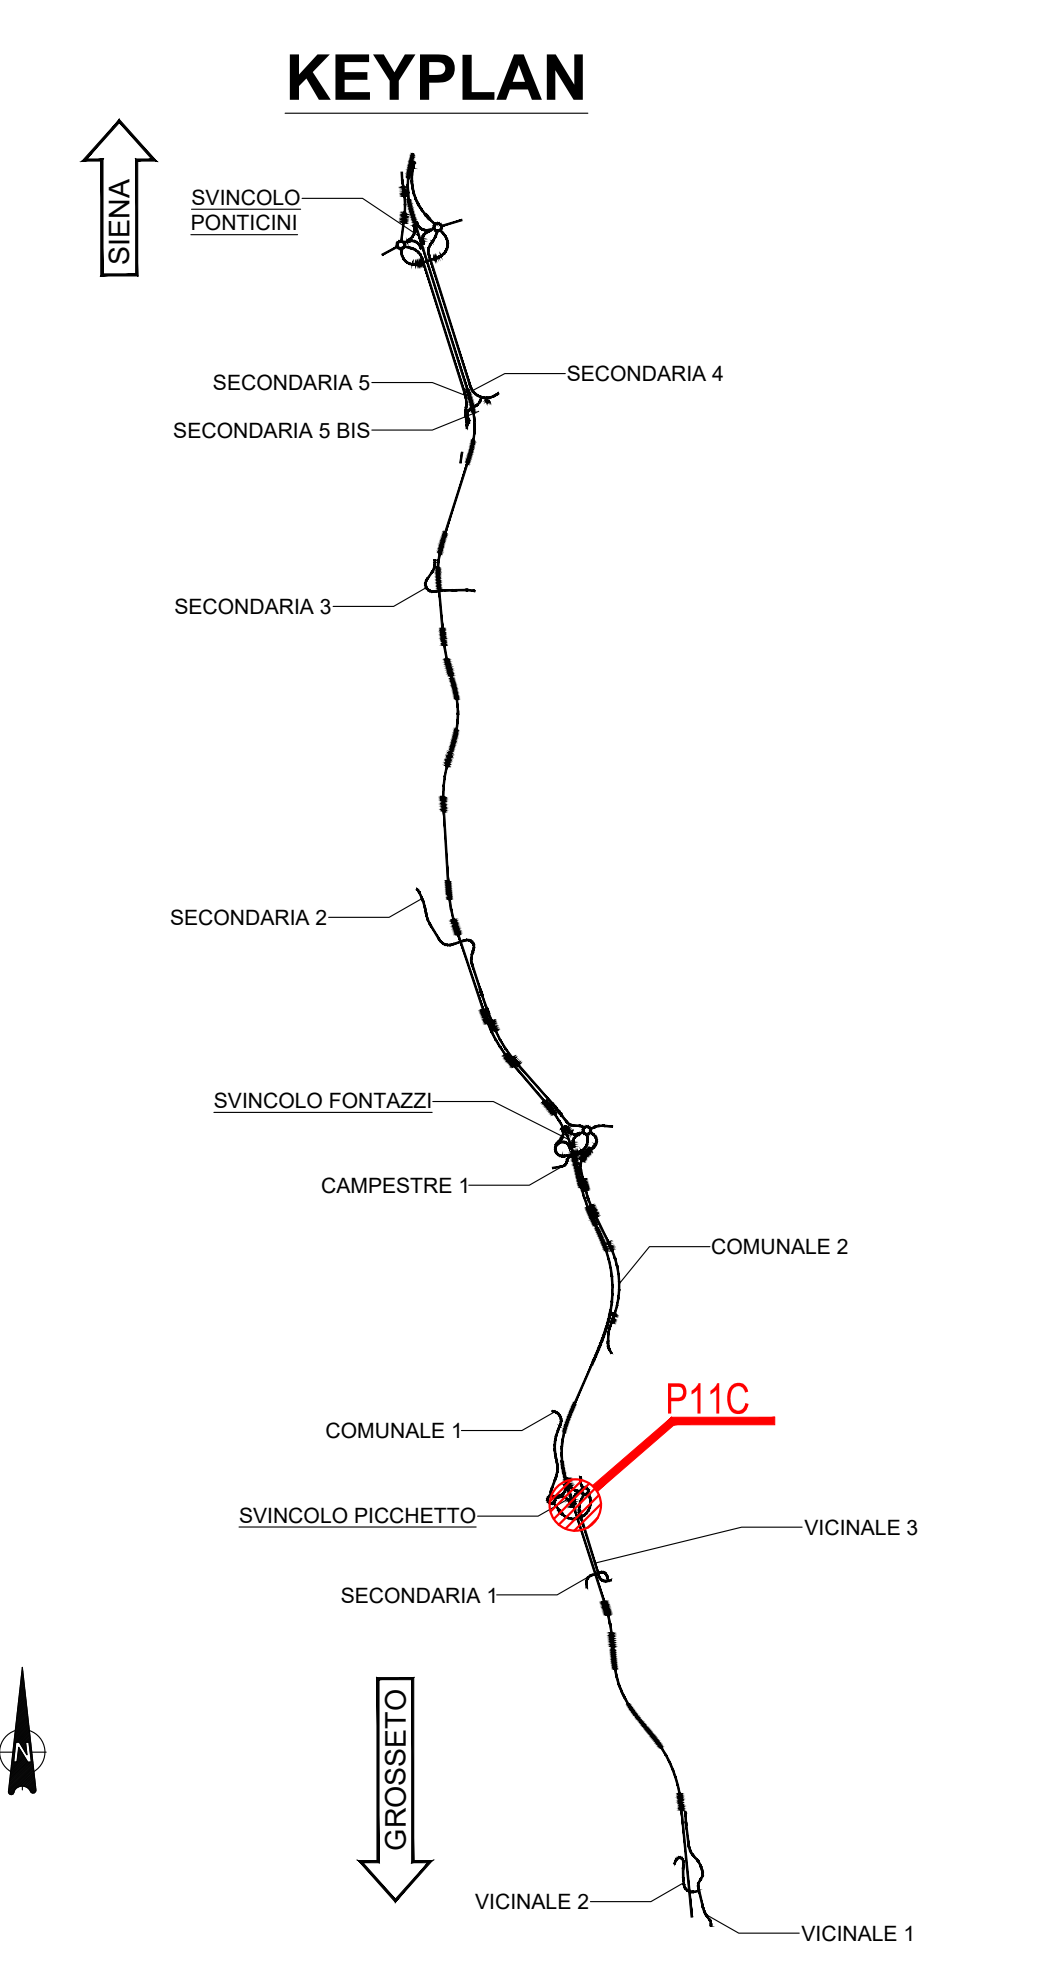 KEYPLAN
SIENA
SVINCOLO
PONTICINI
SECONDARIA 4
SECONDARIA 5
SECONDARIA 5 BIS
SECONDARIA 3
SECONDARIA 2
SVINCOLO FONTAZZI
CAMPESTRE 1
COMUNALE 2
P11C
COMUNALE 1
SVINCOLO PICCHETTO
VICINALE 3
SECONDARIA 1
GROSSETO
N
VICINALE 2
VICINALE 1